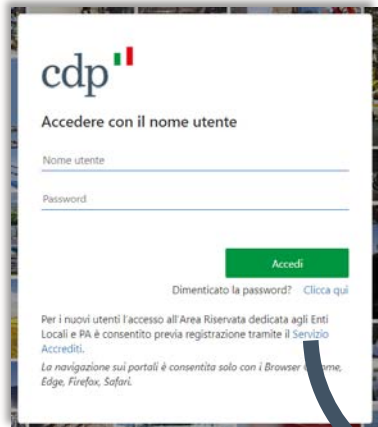 cdp
Accedere con il nome utente
Nome utente
Password
Accedi
Dimenticato la password? Clicca qui
Per i nuovi utenti l'accesso all'Area Riservata dedicata agli Enti
Locali e PA è consentito previa registrazione tramite il Servizio
Accrediti.
La navigazione sui portali è consentita solo con i Browser
Edge, Firefox, Safari.